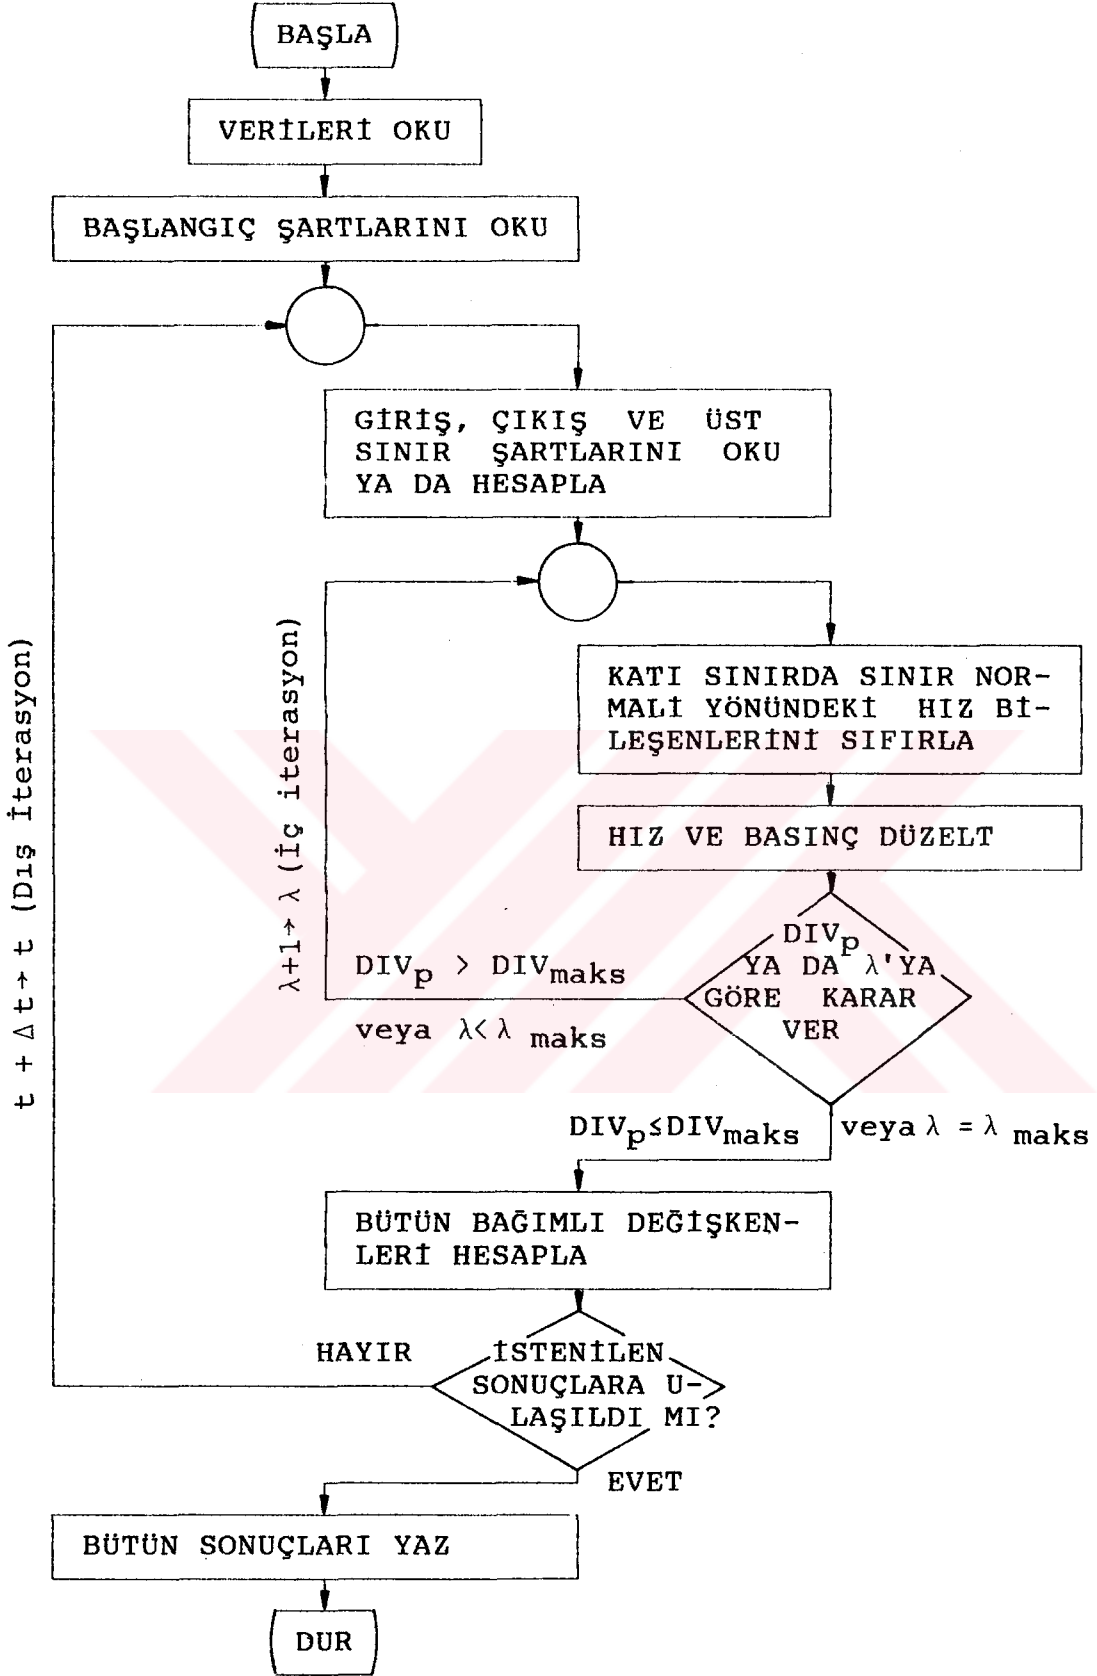 BAŞLA
VERİLERİ OKU
BAŞLANGIÇ ŞARTLARINI OKU
GİRİŞ, ÇIKIŞ VE ÜST
SINIR ŞARTLARINI OKU
YA DA HESAPLA
KATI SINIRDA SINIR NOR-
MALİ YÖNÜNDEKİ HIZ Bİ-
LEŞENLERİNİ SIFIRLA
HIZ VE BASINÇ DÜZELT
t + Δt → t (Dış İterasyon)
λ+1 → λ (İç iterasyon)
DIVp
YA DA λ'YA
GÖRE KARAR
VER
DIVp > DIVmaks
veya λ< λ maks
DIVp≤DIVmaks veya λ = λ maks
BÜTÜN BAĞIMLI DEĞİŞKEN-
LERİ HESAPLA
HAYIR
İSTENİLEN
SONUÇLARA U-
LAŞILDI MI?
EVET
BÜTÜN SONUÇLARI YAZ
DUR